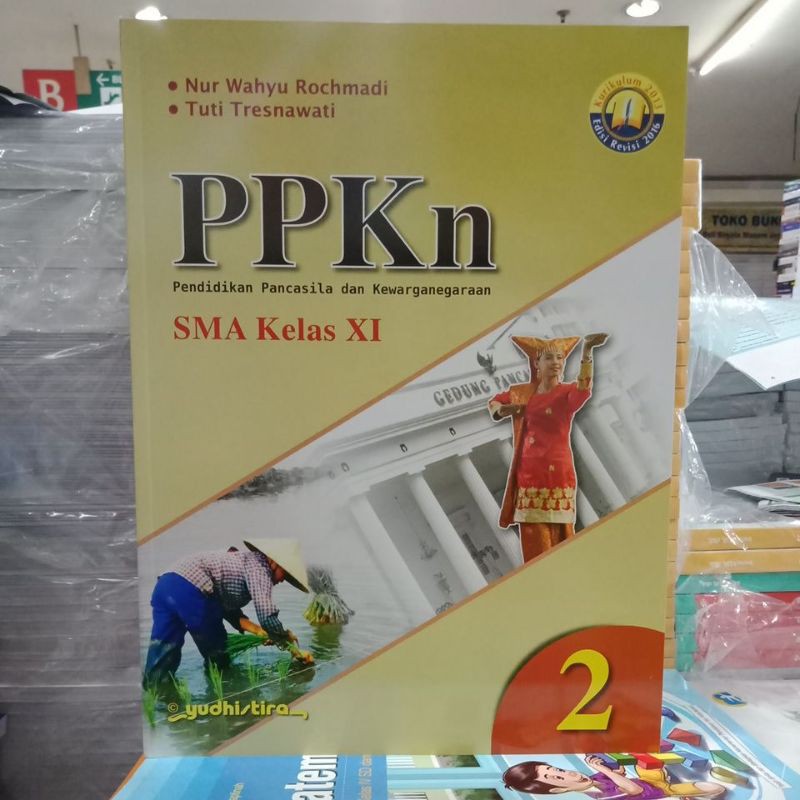 B
• Nur Wahyu Rochmadi
• Tuti Tresnawati
Kurikulum 2013
Edisi Revisi 2016
PPKn
Pendidikan Pancasila dan Kewarganegaraan
SMA Kelas XI
TOKO BUK
GEDUNG PANCA
2
© yudhistira
atem